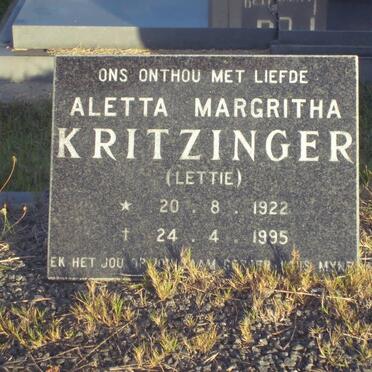 ONS ONTHOU MET LIEFDE
ALETTA MARGRITHA
KRITZINGER
(LETTIE)
★ 20 . 8 . 1922
† 24 . 4 . 1995
EK HET JOU